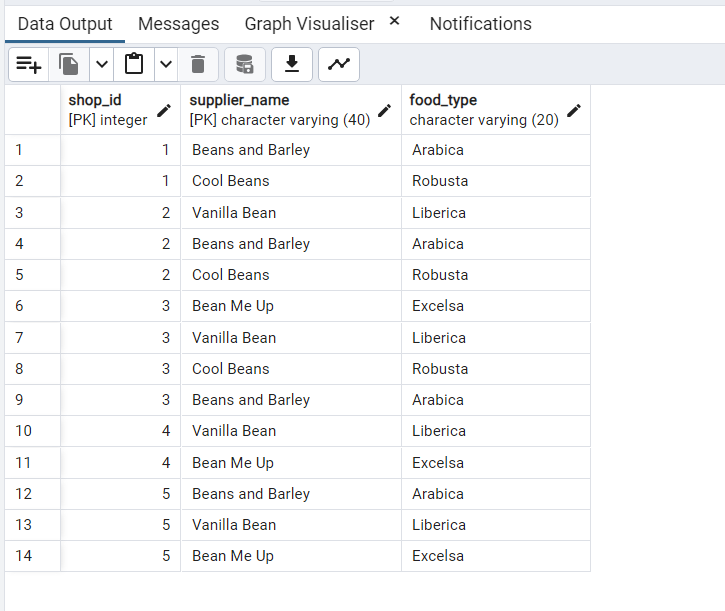 Data Output Messages Graph Visualiser × Notifications
shop_id supplier_name food_type
[PK] integer [PK] character varying (40) character varying (20)
1 1 Beans and Barley Arabica
2 1 Cool Beans Robusta
3 2 Vanilla Bean Liberica
4 2 Beans and Barley Arabica
5 2 Cool Beans Robusta
6 3 Bean Me Up Excelsa
7 3 Vanilla Bean Liberica
8 3 Cool Beans Robusta
9 3 Beans and Barley Arabica
10 4 Vanilla Bean Liberica
11 4 Bean Me Up Excelsa
12 5 Beans and Barley Arabica
13 5 Vanilla Bean Liberica
14 5 Bean Me Up Excelsa